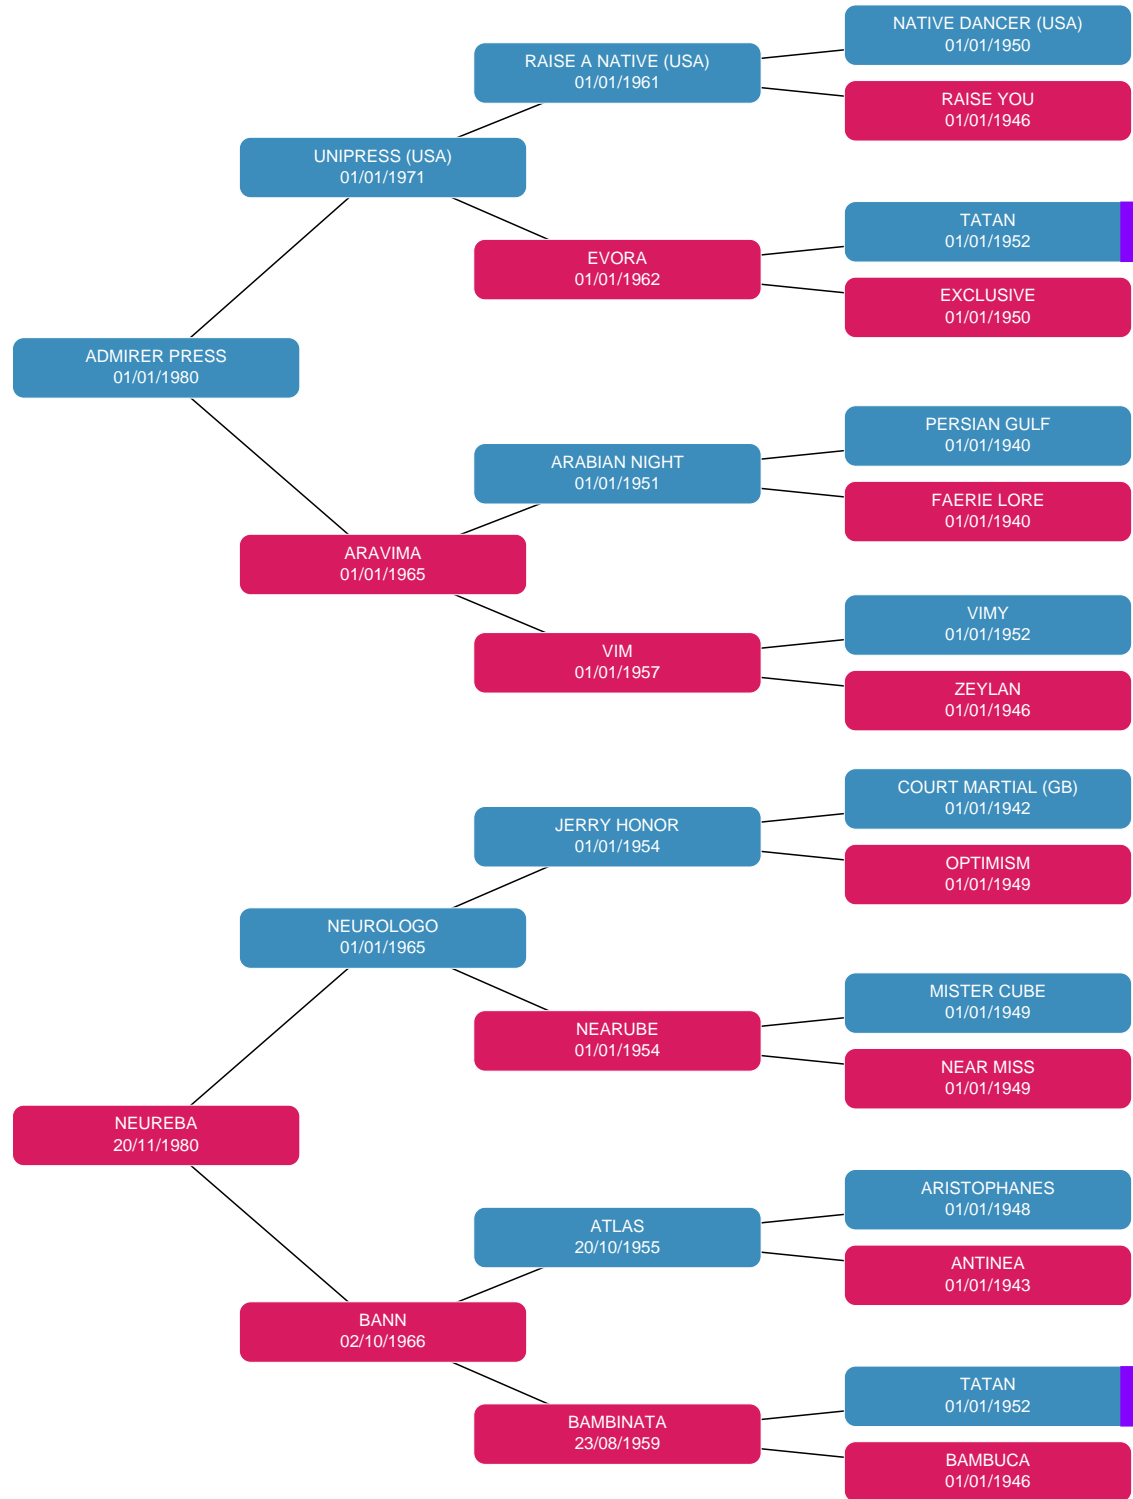 NATIVE DANCER (USA)
01/01/1950
RAISE A NATIVE (USA)
01/01/1961
RAISE YOU
01/01/1946
UNIPRESS (USA)
01/01/1971
TATAN
01/01/1952
EVORA
01/01/1962
EXCLUSIVE
01/01/1950
ADMIRER PRESS
01/01/1980
PERSIAN GULF
01/01/1940
ARABIAN NIGHT
01/01/1951
FAERIE LORE
01/01/1940
ARAVIMA
01/01/1965
VIMY
01/01/1952
VIM
01/01/1957
ZEYLAN
01/01/1946
COURT MARTIAL (GB)
01/01/1942
JERRY HONOR
01/01/1954
OPTIMISM
01/01/1949
NEUROLOGO
01/01/1965
MISTER CUBE
01/01/1949
NEARUBE
01/01/1954
NEAR MISS
01/01/1949
NEUREBA
20/11/1980
ARISTOPHANES
01/01/1948
ATLAS
20/10/1955
ANTINEA
01/01/1943
BANN
02/10/1966
TATAN
01/01/1952
BAMBINATA
23/08/1959
BAMBUCA
01/01/1946